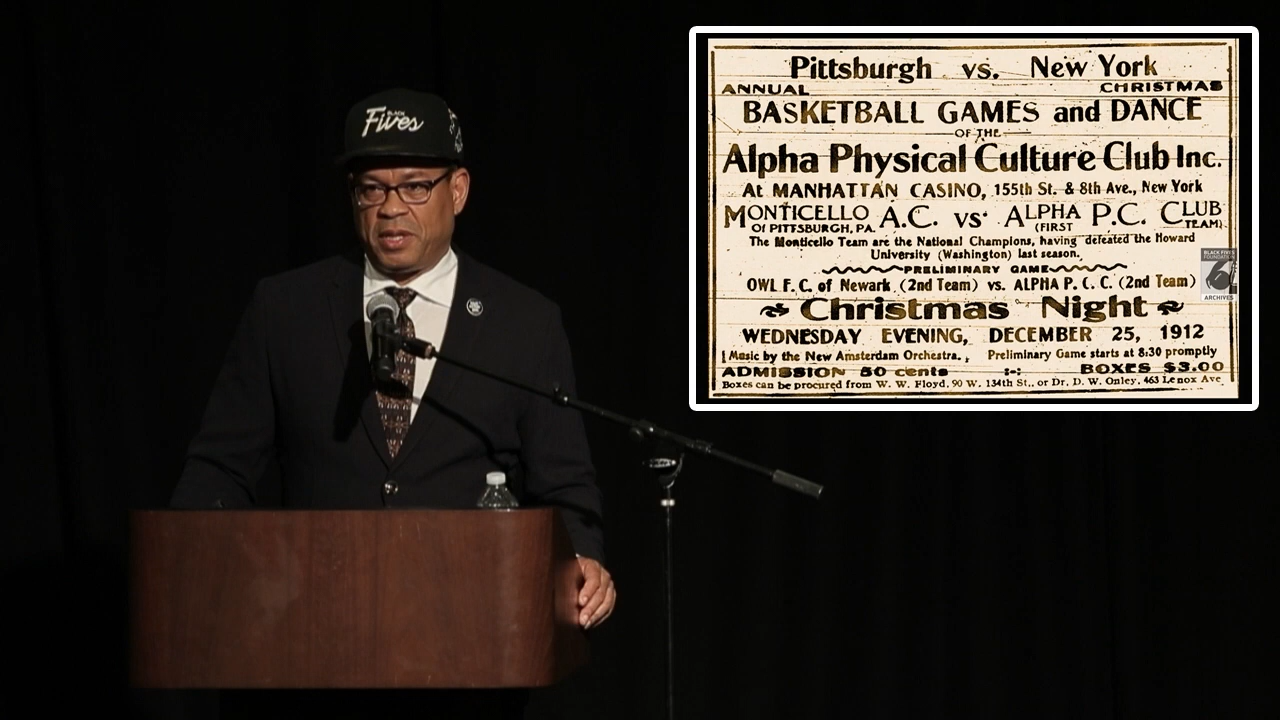 BLACK
Fives
Pittsburgh vs. New York
ANNUAL CHRISTMAS
BASKETBALL GAMES and DANCE
OF THE
Alpha Physical Culture Club Inc.
At MANHATTAN CASINO, 155th St. & 8th Ave., New York
MONTICELLO A.C. vs. ALPHA P.C. CLUB
Of PITTSBURGH, PA. (FIRST TEAM)
The Monticello Team are the National Champions, having defeated the Howard
University (Washington) last season.
PRELIMINARY GAME
OWL F. C. of Newark (2nd Team) vs. ALPHA P. C. C. (2nd Team)
Christmas Night
WEDNESDAY EVENING, DECEMBER 25, 1912
Music by the New Amsterdam Orchestra. Preliminary Game starts at 8:30 promptly
ADMISSION 50 cents :-: BOXES $3.00
Boxes can be procured from W. W. Floyd, 90 W. 134th St., or Dr. D. W. Onley, 463 Lenox Ave
BLACK FIVES
FOUNDATION
ARCHIVES